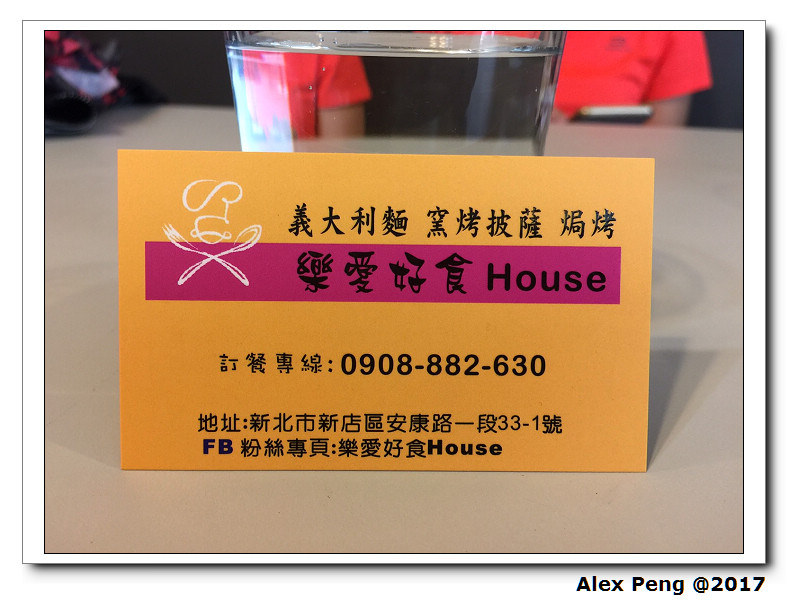 義大利麵 窯烤披薩 焗烤
樂愛好食 House
訂餐專線:0908-882-630
地址:新北市新店區安康路一段33-1號
FB 粉絲專頁:樂愛好食House
Alex Peng @2017